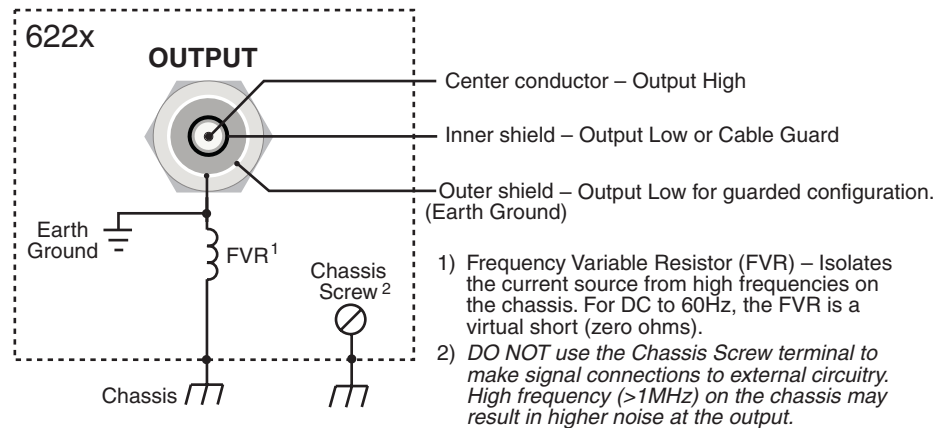 622x
OUTPUT
Center conductor – Output High
Inner shield – Output Low or Cable Guard
Outer shield – Output Low for guarded configuration.
(Earth Ground)
Earth
Ground
FVR1
Chassis
Screw2
Chassis
1) Frequency Variable Resistor (FVR) – Isolates
the current source from high frequencies on
the chassis. For DC to 60Hz, the FVR is a
virtual short (zero ohms).
2) DO NOT use the Chassis Screw terminal to
make signal connections to external circuitry.
High frequency (>1MHz) on the chassis may
result in higher noise at the output.